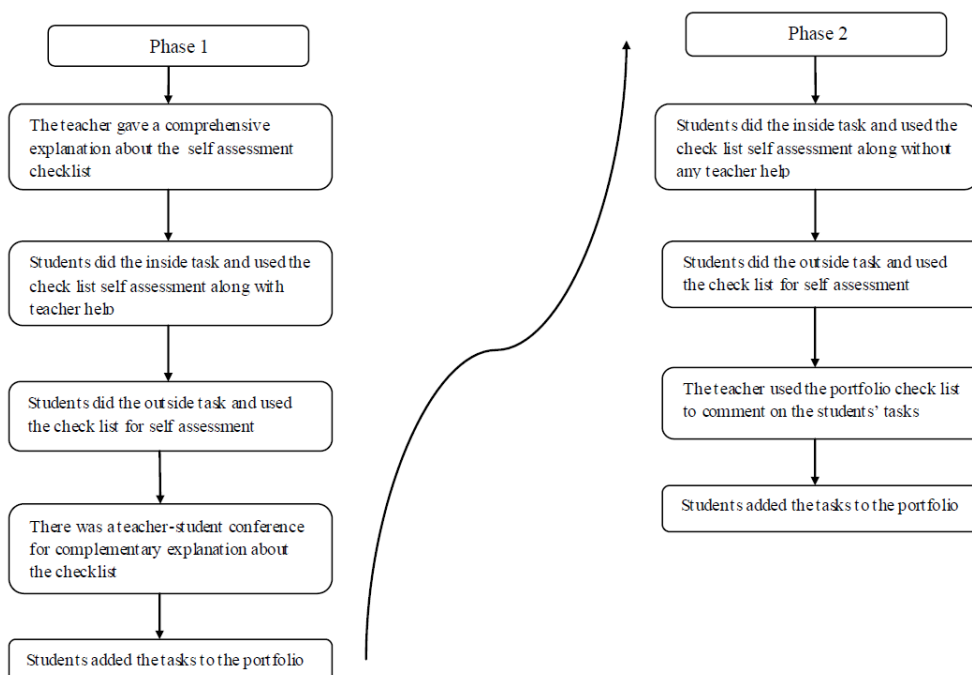 Phase 1
The teacher gave a comprehensive
explanation about the self assessment
checklist
Students did the inside task and used the
check list self assessment along with
teacher help
Students did the outside task and used
the check list for self assessment
There was a teacher-student conference
for complementary explanation about
the checklist
Students added the tasks to the portfolio
Phase 2
Students did the inside task and used the
check list self assessment along without
any teacher help
Students did the outside task and used
the check list for self assessment
The teacher used the portfolio check list
to comment on the students’ tasks
Students added the tasks to the portfolio